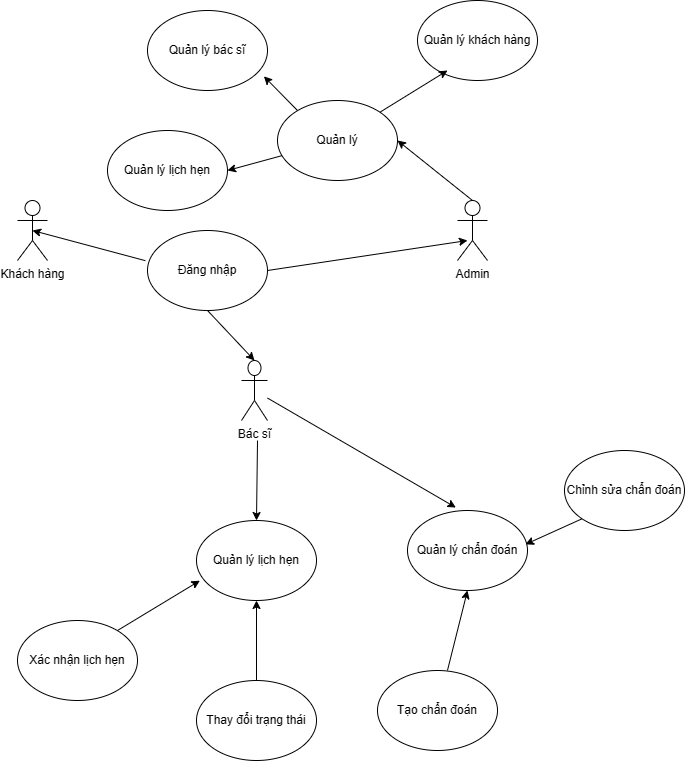 Quản lý bác sĩ
Quản lý khách hàng
Quản lý
Quản lý lịch hẹn
Khách hàng
Đăng nhập
Admin
Bác sĩ
Chỉnh sửa chẩn đoán
Quản lý lịch hẹn
Quản lý chẩn đoán
Xác nhận lịch hẹn
Thay đổi trạng thái
Tạo chẩn đoán